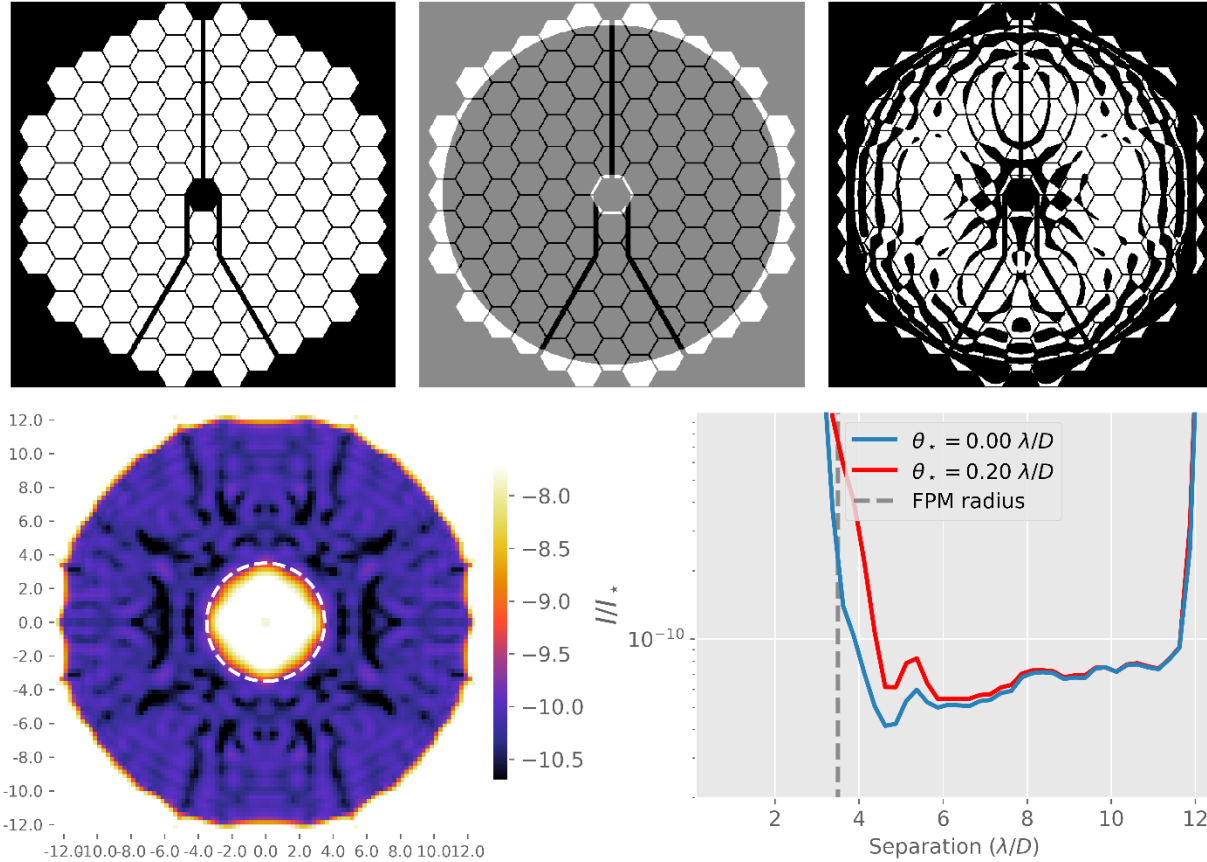 12.0
10.0
8.0
6.0
4.0
2.0
0.0
-2.0
-4.0
-6.0
-8.0
-10.0
-12.0
-12.0 -10.0 -8.0 -6.0 -4.0 -2.0 0.0 2.0 4.0 6.0 8.0 10.0 12.0
−8.0
−8.5
−9.0
−9.5
−10.0
−10.5
I/I⋆
10⁻¹⁰
θ⋆ = 0.00 λ/D
θ⋆ = 0.20 λ/D
FPM radius
2 4 6 8 10 12
Separation (λ/D)